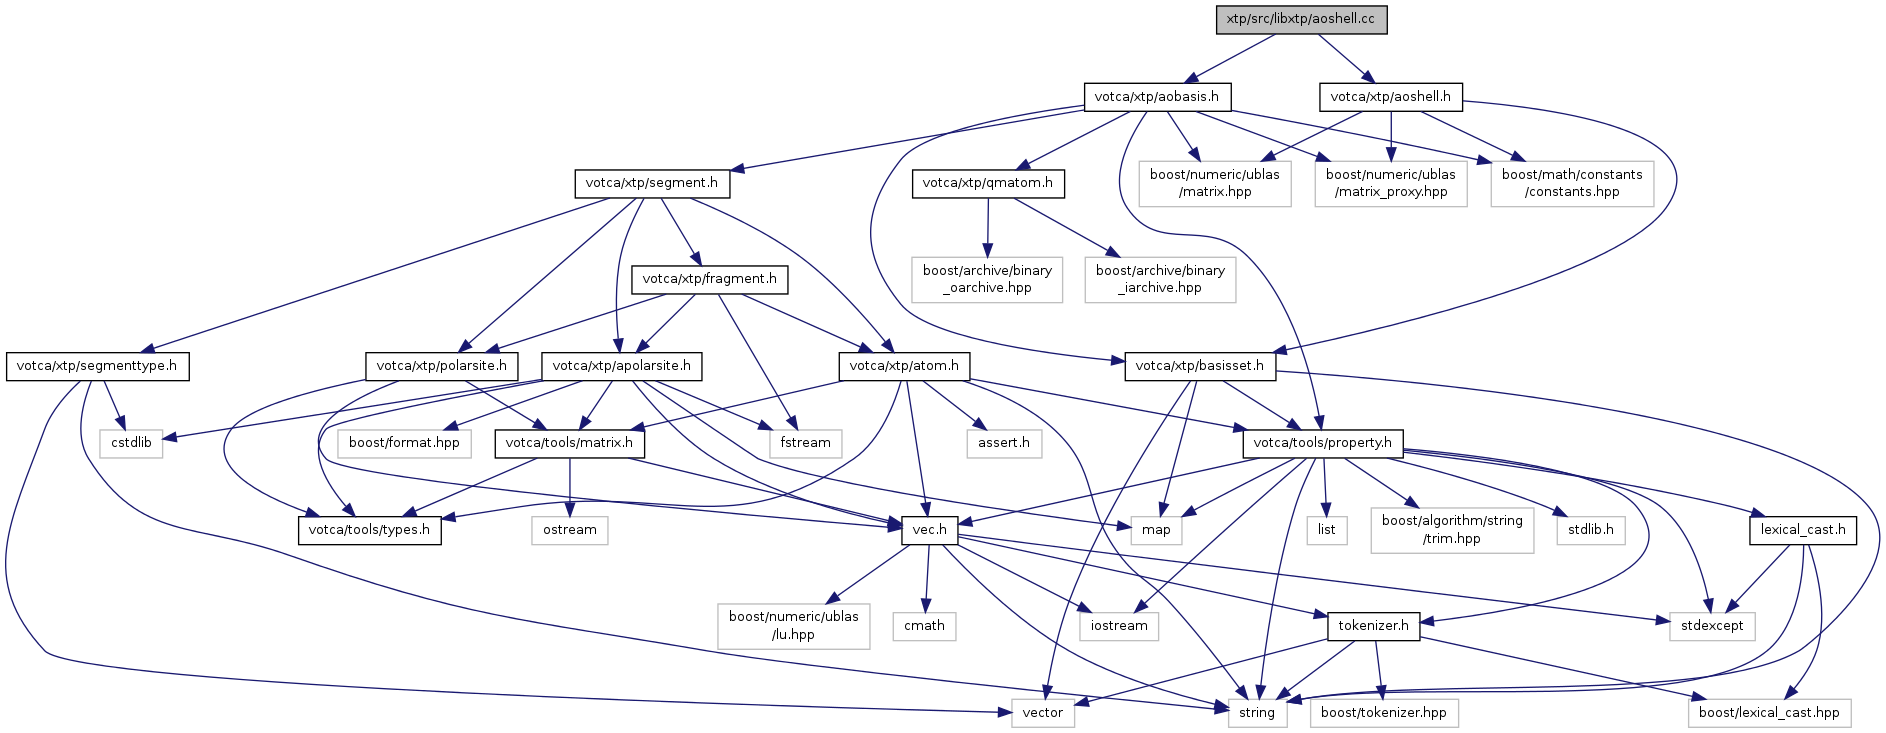 xtp/src/libxtp/aoshell.cc
votca/xtp/aobasis.h
votca/xtp/aoshell.h
votca/xtp/segment.h
votca/xtp/qmatom.h
boost/numeric/ublas
/matrix.hpp
boost/numeric/ublas
/matrix_proxy.hpp
boost/math/constants
/constants.hpp
votca/xtp/fragment.h
boost/archive/binary
_oarchive.hpp
boost/archive/binary
_iarchive.hpp
votca/xtp/segmenttype.h
votca/xtp/polarsite.h
votca/xtp/apolarsite.h
votca/xtp/atom.h
votca/xtp/basisset.h
cstdlib
boost/format.hpp
votca/tools/matrix.h
fstream
assert.h
votca/tools/property.h
votca/tools/types.h
ostream
vec.h
map
list
boost/algorithm/string
/trim.hpp
stdlib.h
lexical_cast.h
boost/numeric/ublas
/lu.hpp
cmath
iostream
tokenizer.h
stdexcept
vector
string
boost/tokenizer.hpp
boost/lexical_cast.hpp